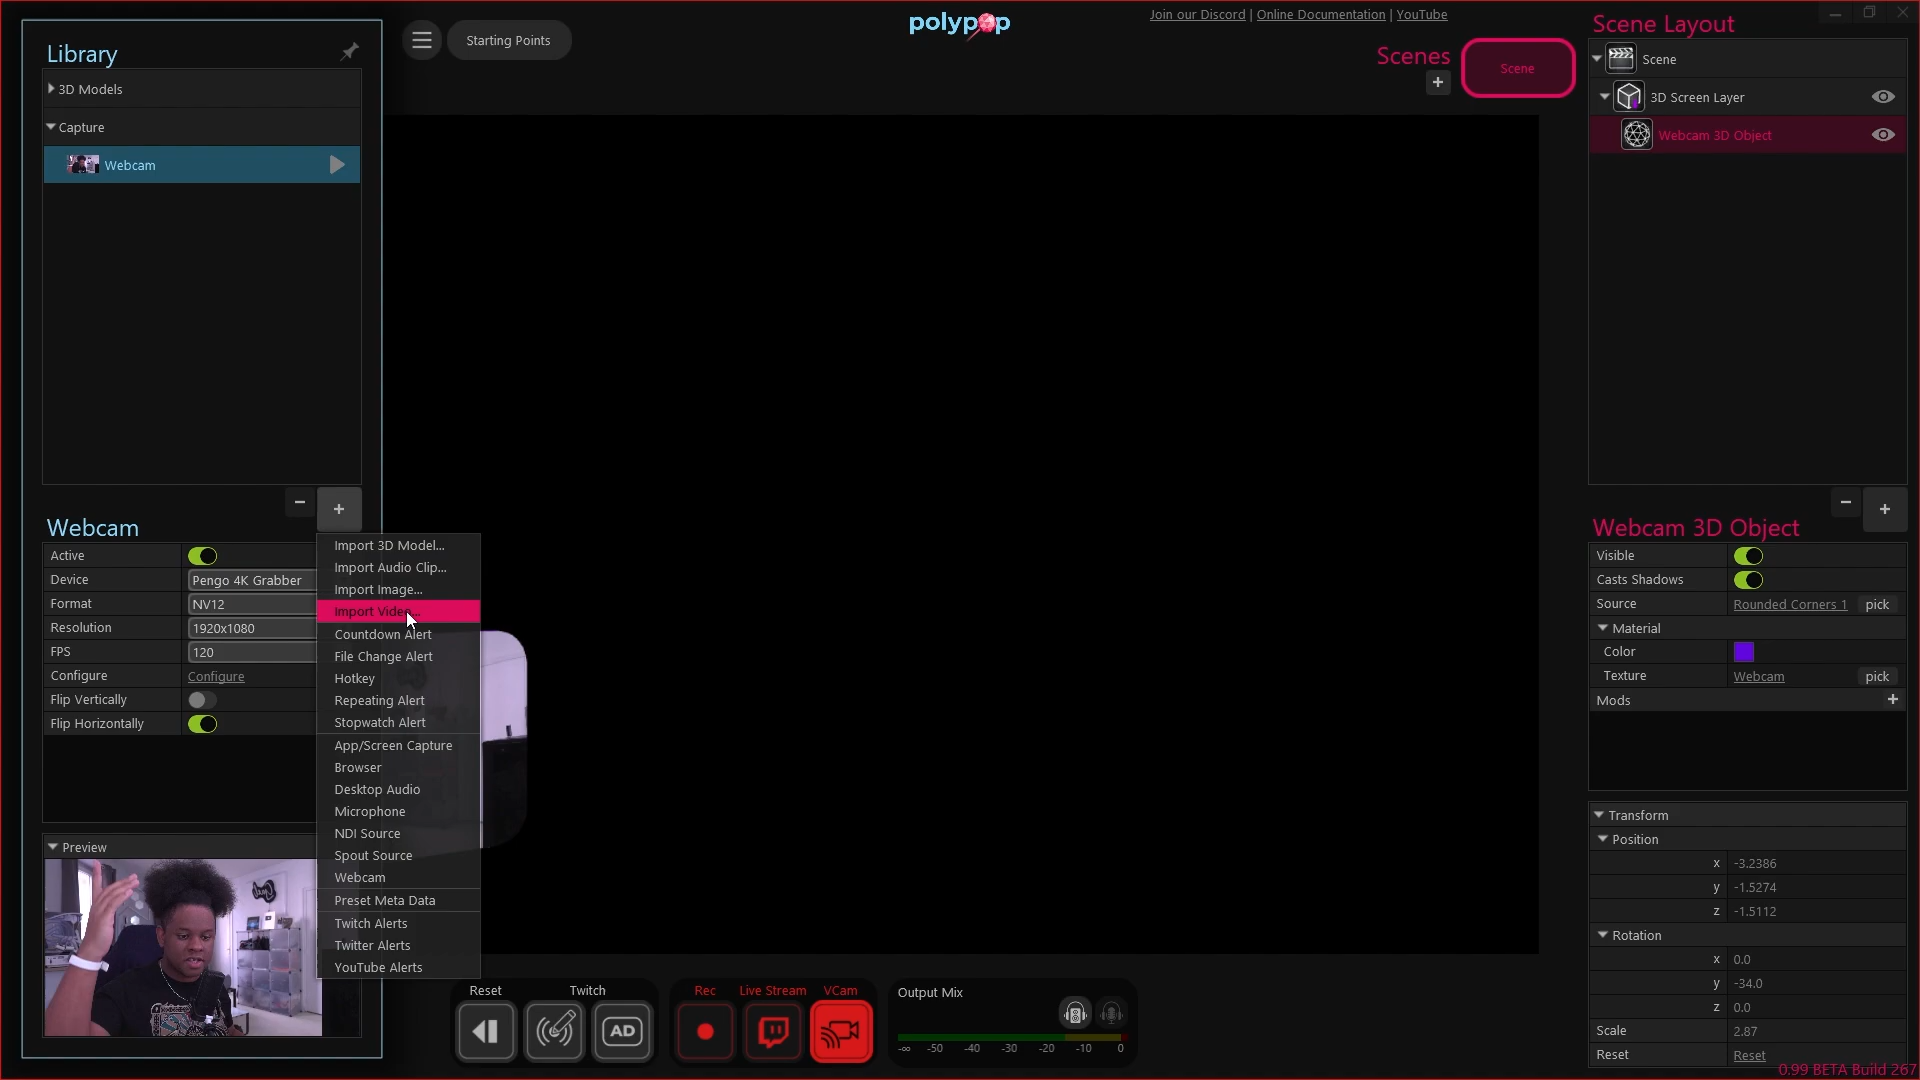 Library
3D Models
Capture
Webcam
Starting Points
polypop
Join our Discord | Online Documentation | YouTube
Scenes
+
Scene
Scene Layout
Scene
3D Screen Layer
Webcam 3D Object
Webcam
Active
Device Pengo 4K Grabber
Format NV12
Resolution 1920x1080
FPS 120
Configure Configure
Flip Vertically
Flip Horizontally
Preview
- +
Import 3D Model...
Import Audio Clip...
Import Image...
Import Video...
Countdown Alert
File Change Alert
Hotkey
Repeating Alert
Stopwatch Alert
App/Screen Capture
Browser
Desktop Audio
Microphone
NDI Source
Spout Source
Webcam
Preset Meta Data
Twitch Alerts
Twitter Alerts
YouTube Alerts
Reset Twitch
AD
Rec Live Stream VCam
Output Mix
-∞ -50 -40 -30 -20 -10 0
- +
Webcam 3D Object
Visible
Casts Shadows
Source Rounded Corners 1 pick
Material
Color
Texture Webcam pick
Mods +
Transform
Position
x -3.2386
y -1.5274
z -1.5112
Rotation
x 0.0
y -34.0
z 0.0
Scale 2.87
Reset Reset
0.99 BETA Build 267